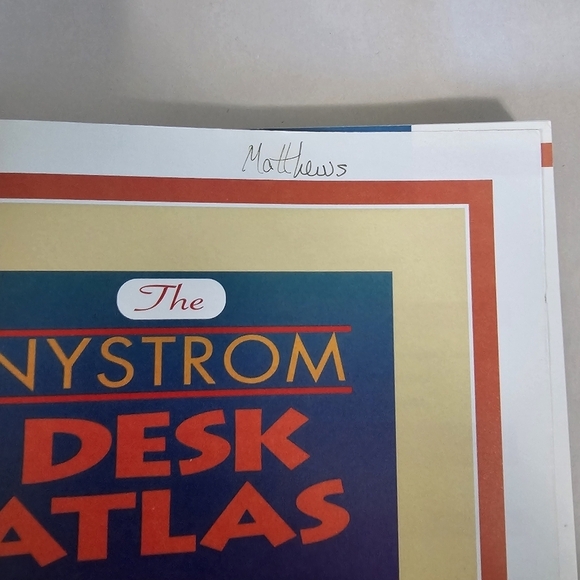 Matthews
The
NYSTROM
DESK
ATLAS